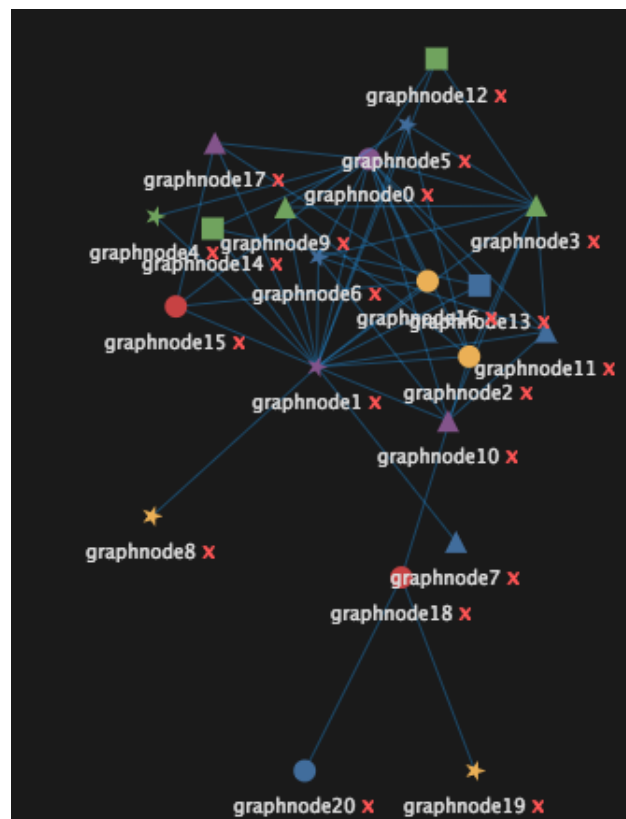 graphnode12 x
graphnode5 x
graphnode17 x
graphnode0 x
graphnode3 x
graphnode9 x
graphnode4 x
graphnode14 x
graphnode6 x
graphnode16 x
graphnode13 x
graphnode15 x
graphnode11 x
graphnode2 x
graphnode1 x
graphnode10 x
graphnode8 x
graphnode7 x
graphnode18 x
graphnode20 x
graphnode19 x